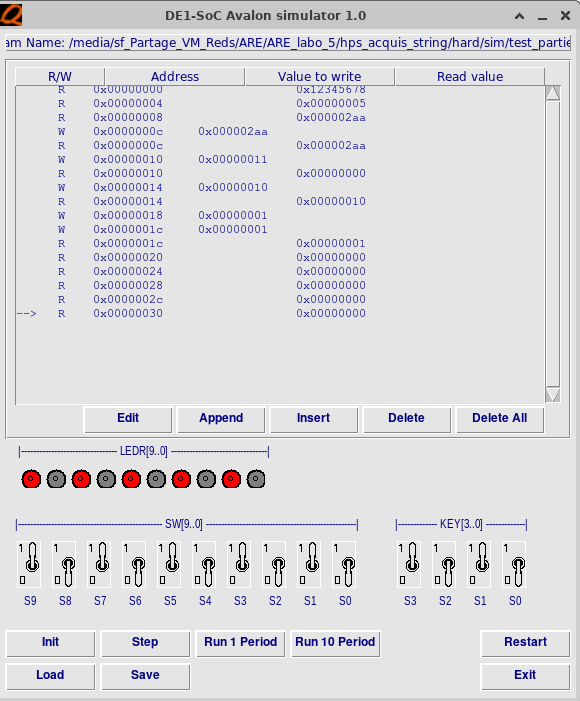 DE1-SoC Avalon simulator 1.0
am Name: /media/sf_Partage_VM_Reds/ARE/ARE_labo_5/hps_acquis_string/hard/sim/test_partie
R/W Address Value to write Read value
R 0x00000000 0x12345678
R 0x00000004 0x00000005
R 0x00000008 0x000002aa
W 0x0000000c 0x000002aa
R 0x0000000c 0x000002aa
W 0x00000010 0x00000011
R 0x00000010 0x00000000
W 0x00000014 0x00000010
R 0x00000014 0x00000010
W 0x00000018 0x00000001
W 0x0000001c 0x00000001
R 0x0000001c 0x00000001
R 0x00000020 0x00000000
R 0x00000024 0x00000000
R 0x00000028 0x00000000
R 0x0000002c 0x00000000
--> R 0x00000030 0x00000000
Edit Append Insert Delete Delete All
|------------------------------ LEDR[9..0] ------------------------------|
|--------------------------------------------- SW[9..0] ---------------------------------------------| |------------ KEY[3..0] ------------|
1 1 1 1 1 1 1 1 1 1 1 1 1 1
0 0 0 0 0 0 0 0 0 0 0 0 0 0
S9 S8 S7 S6 S5 S4 S3 S2 S1 S0 S3 S2 S1 S0
Init Step Run 1 Period Run 10 Period Restart
Load Save Exit